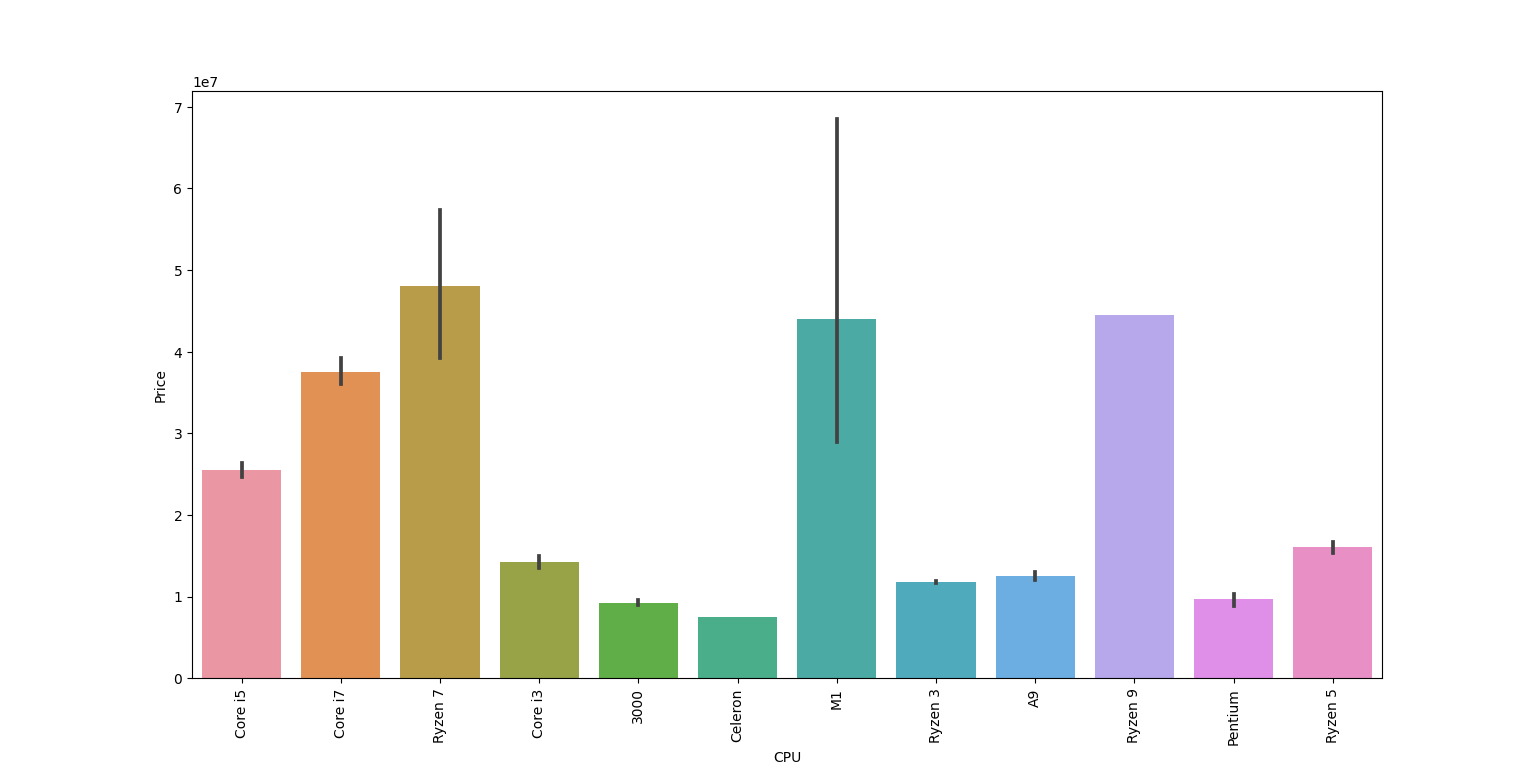 1e7
7
6
5
4
3
2
1
0
Price
Core i5
Core i7
Ryzen 7
Core i3
3000
Celeron
M1
Ryzen 3
A9
Ryzen 9
Pentium
Ryzen 5
CPU